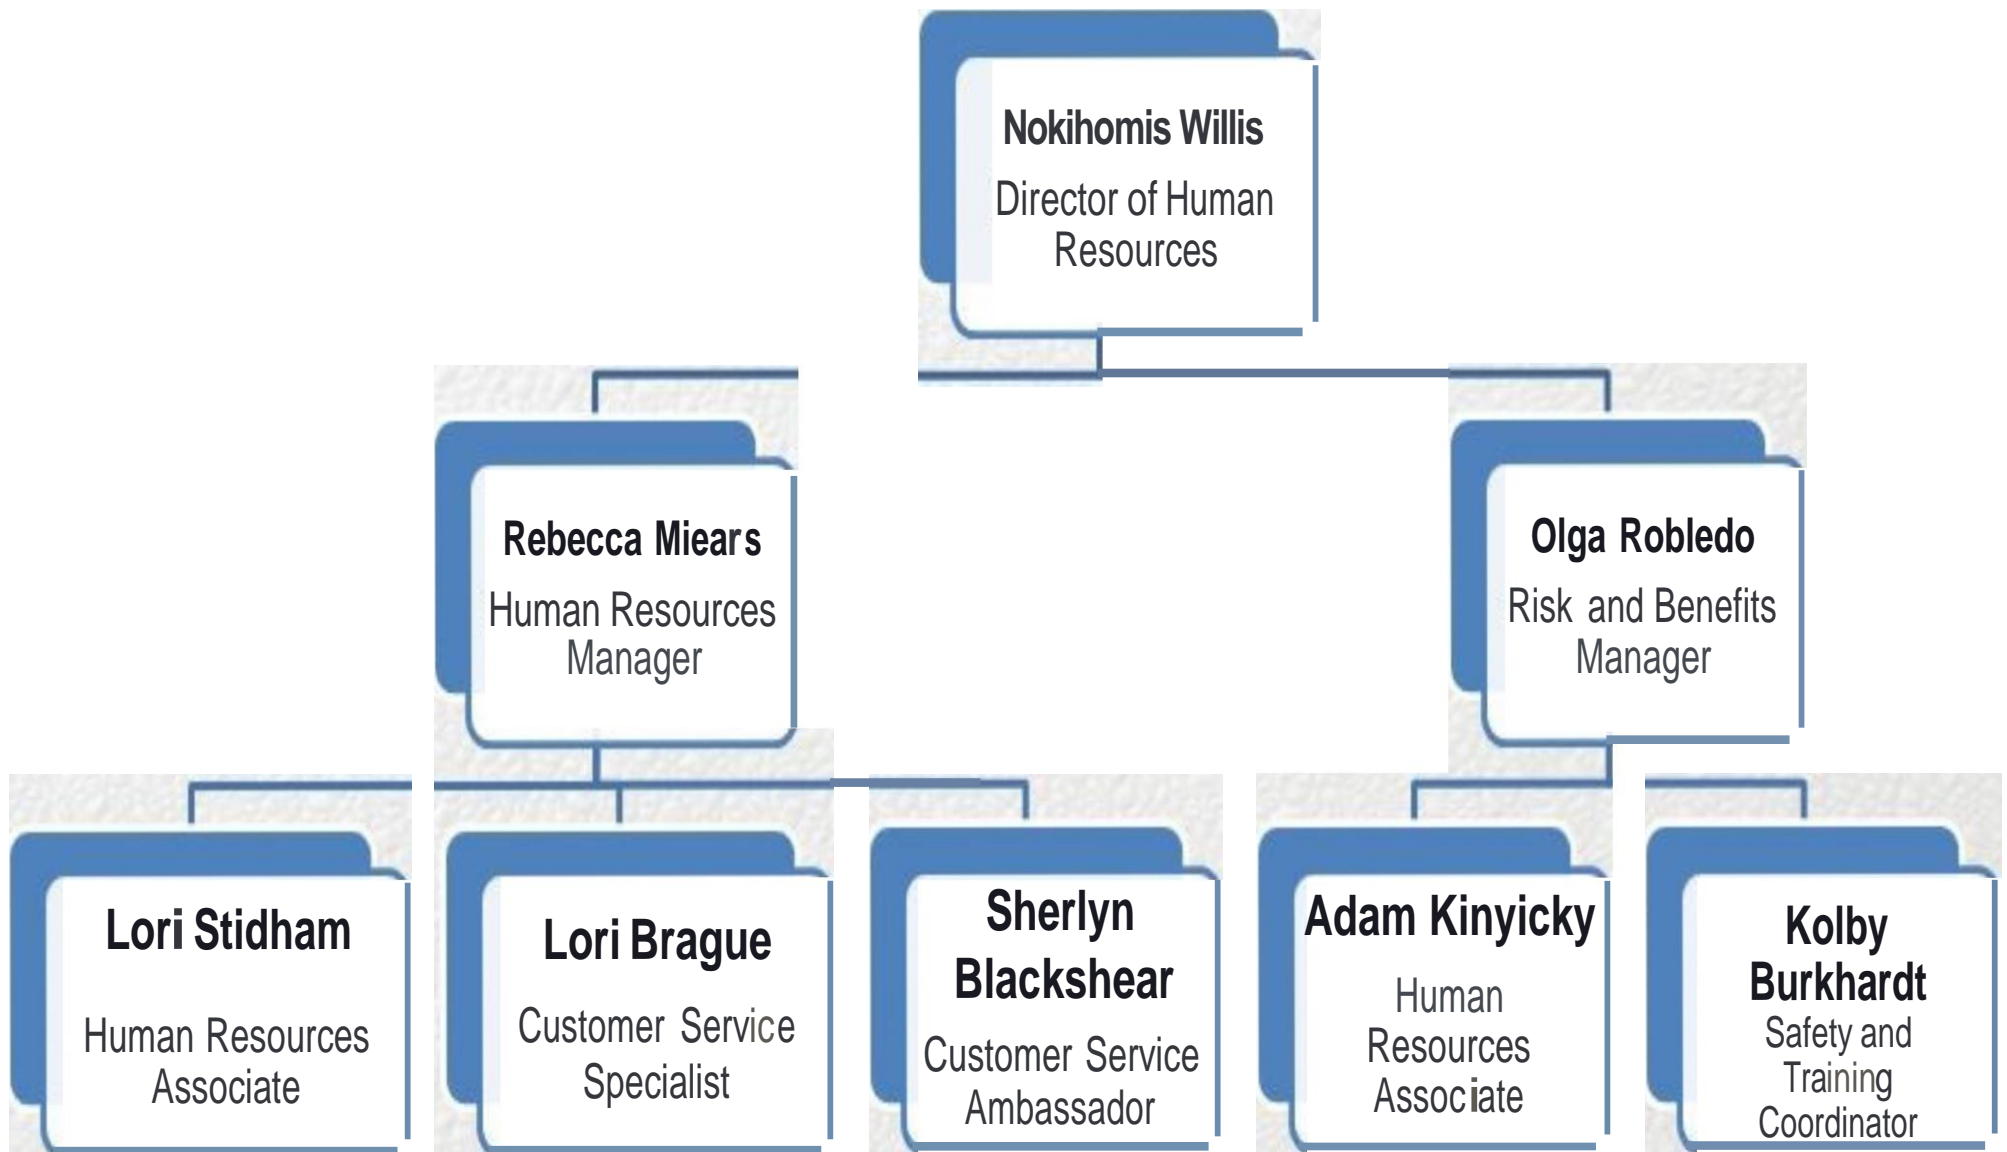 Nokihomis Willis
Director of Human
Resources
Rebecca Miears
Human Resources
Manager
Olga Robledo
Risk and Benefits
Manager
Lori Stidham
Human Resources
Associate
Lori Brague
Customer Service
Specialist
Sherlyn
Blackshear
Customer Service
Ambassador
Adam Kinyicky
Human
Resources
Associate
Kolby
Burkhardt
Safety and
Training
Coordinator